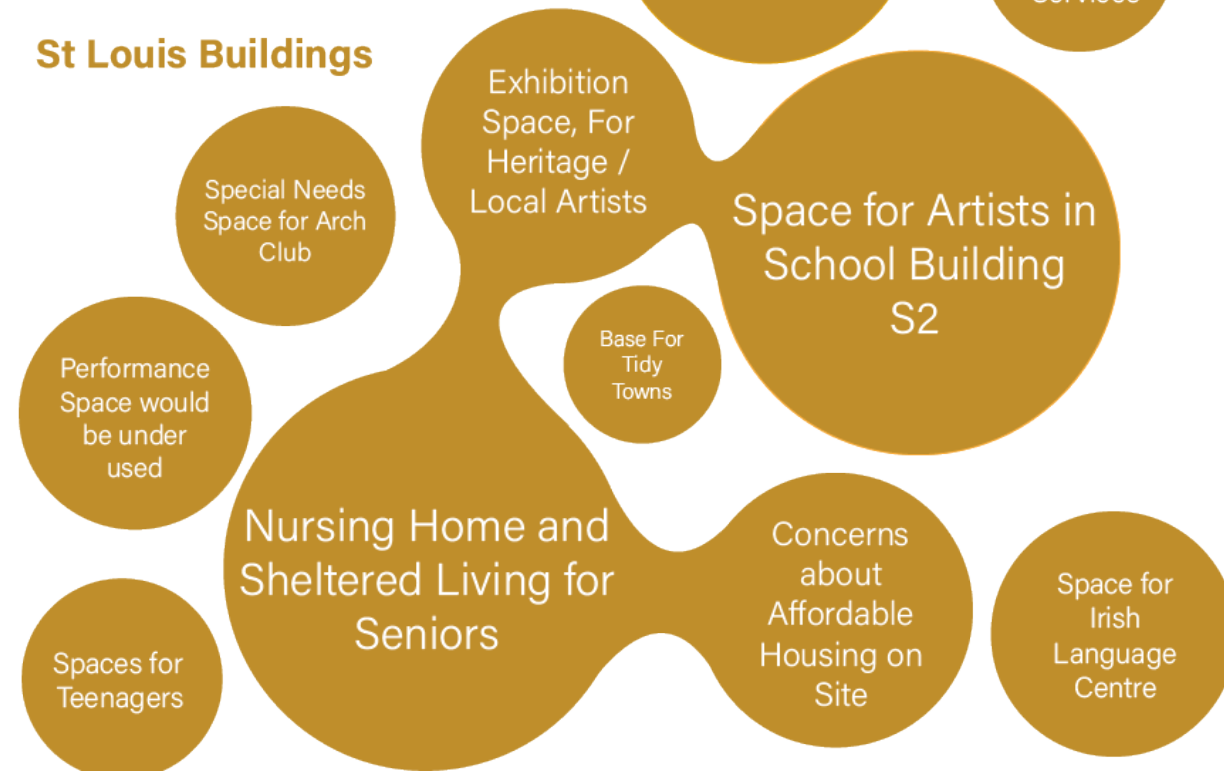 St Louis Buildings
Exhibition
Space, For
Heritage /
Local Artists
Special Needs
Space for Arch
Club
Space for Artists in
School Building
S2
Base For
Tidy
Towns
Performance
Space would
be under
used
Nursing Home and
Sheltered Living for
Seniors
Concerns
about
Affordable
Housing on
Site
Space for
Irish
Language
Centre
Spaces for
Teenagers